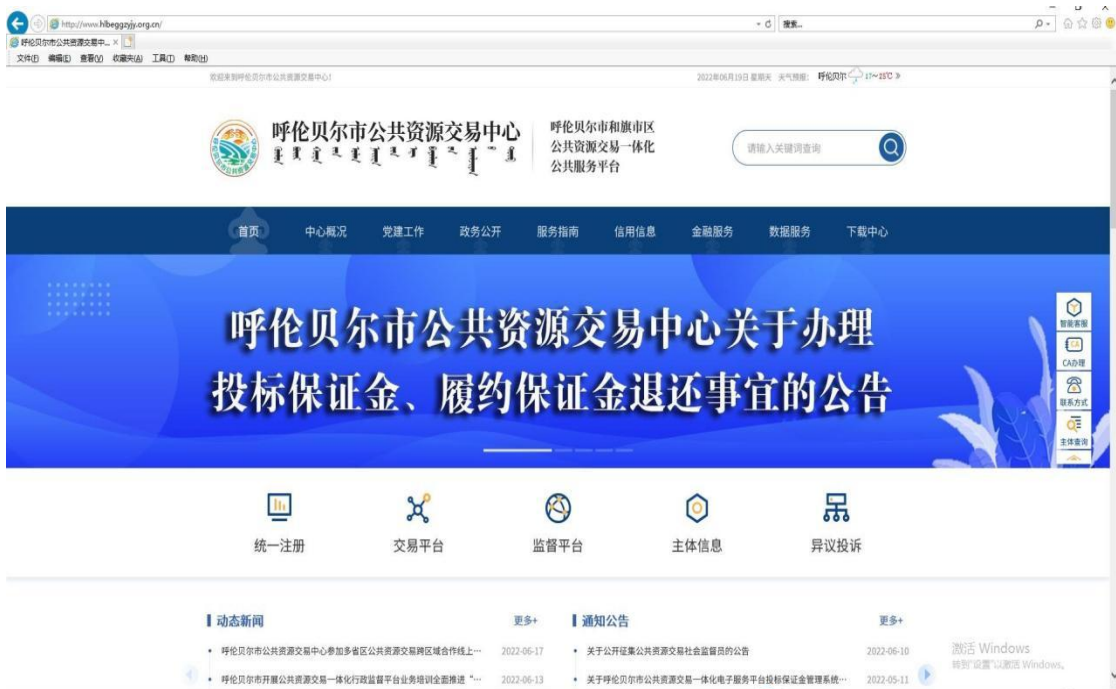 http://www.hlbeggzyjy.org.cn/
搜索...
呼伦贝尔市公共资源交易中...
文件(F) 编辑(E) 查看(V) 收藏夹(A) 工具(T) 帮助(H)
欢迎来到呼伦贝尔市公共资源交易中心！
2022年06月19日 星期天 天气预报： 呼伦贝尔 17~25℃
呼伦贝尔市公共资源交易中心
呼伦贝尔市和旗市区
公共资源交易一体化
公共服务平台
请输入关键词查询
首页 中心概况 党建工作 政务公开 服务指南 信用信息 金融服务 数据服务 下载中心
呼伦贝尔市公共资源交易中心关于办理
投标保证金、履约保证金退还事宜的公告
智能客服
CA
CA办理
联系方式
主体查询
统一注册 交易平台 监督平台 主体信息 异议投诉
动态新闻 更多+
通知公告 更多+
呼伦贝尔市公共资源交易中心参加多省区公共资源交易跨区域合作线上… 2022-06-17
关于公开征集公共资源交易社会监督员的公告 2022-06-10
呼伦贝尔市开展公共资源交易一体化行政监督平台业务培训全面推进“… 2022-06-13
关于呼伦贝尔市公共资源交易一体化电子服务平台投标保证金管理系统… 2022-05-11
激活 Windows
转到"设置"以激活 Windows。